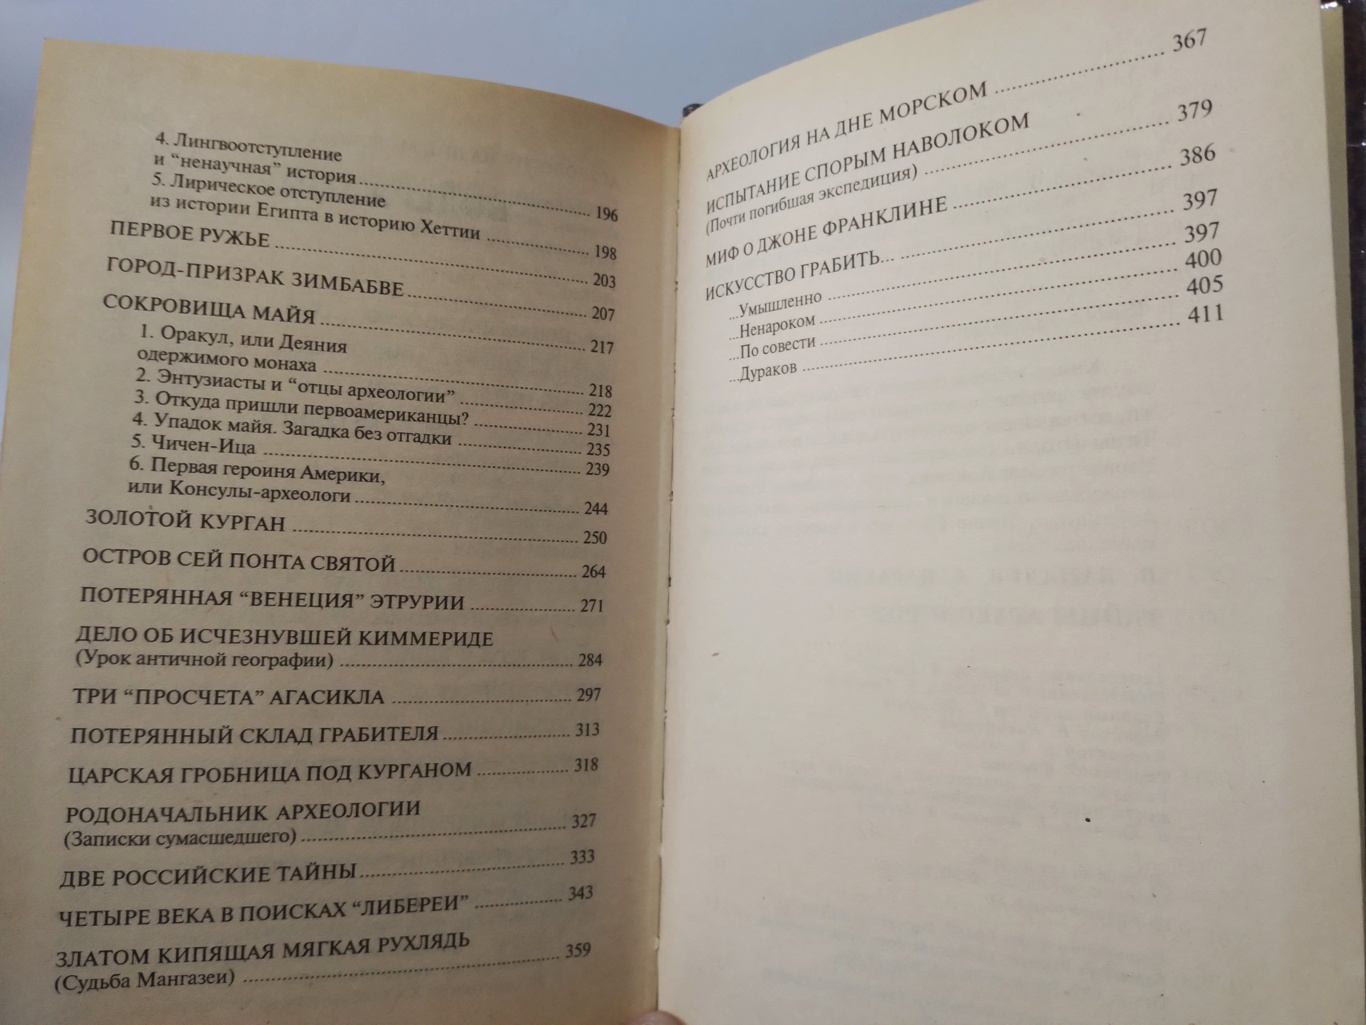 4. Лингвоотступление
и “ненаучная” история 196
5. Лирическое отступление
из истории Египта в историю Хеттии 198
ПЕРВОЕ РУЖЬЕ 203
ГОРОД-ПРИЗРАК ЗИМБАБВЕ 207
СОКРОВИЩА МАЙЯ 217
1. Оракул, или Деяния
одержимого монаха 218
2. Энтузиасты и “отцы археологии” 222
3. Откуда пришли первоамериканцы? 231
4. Упадок майя. Загадка без отгадки 235
5. Чичен-Ица 239
6. Первая героиня Америки,
или Консулы-археологи 244
ЗОЛОТОЙ КУРГАН 250
ОСТРОВ СЕЙ ПОНТА СВЯТОЙ 264
ПОТЕРЯННАЯ “ВЕНЕЦИЯ” ЭТРУРИИ 271
ДЕЛО ОБ ИСЧЕЗНУВШЕЙ КИММЕРИДЕ
(Урок античной географии) 284
ТРИ “ПРОСЧЕТА” АГАСИКЛА 297
ПОТЕРЯННЫЙ СКЛАД ГРАБИТЕЛЯ 313
ЦАРСКАЯ ГРОБНИЦА ПОД КУРГАНОМ 318
РОДОНАЧАЛЬНИК АРХЕОЛОГИИ
(Записки сумасшедшего) 327
ДВЕ РОССИЙСКИЕ ТАЙНЫ 333
ЧЕТЫРЕ ВЕКА В ПОИСКАХ “ЛИБЕРЕИ” 343
ЗЛАТОМ КИПЯЩАЯ МЯГКАЯ РУХЛЯДЬ
(Судьба Мангазеи) 359
АРХЕОЛОГИЯ НА ДНЕ МОРСКОМ 367
ИСПЫТАНИЕ СПОРЫМ НАВОЛОКОМ
(Почти погибшая экспедиция) 379
МИФ О ДЖОНЕ ФРАНКЛИНЕ 386
ИСКУССТВО ГРАБИТЬ... 397
...Умышленно 397
...Ненароком 400
...По совести 405
...Дураков 411